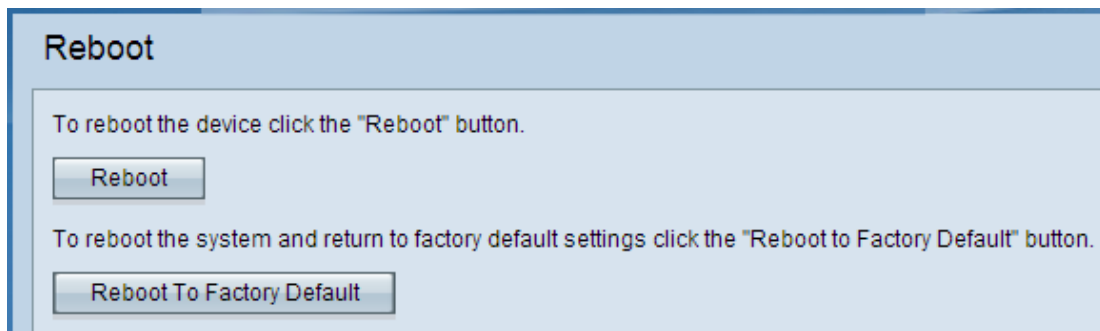 Reboot
To reboot the device click the "Reboot" button.
Reboot
To reboot the system and return to factory default settings click the "Reboot to Factory Default" button.
Reboot To Factory Default